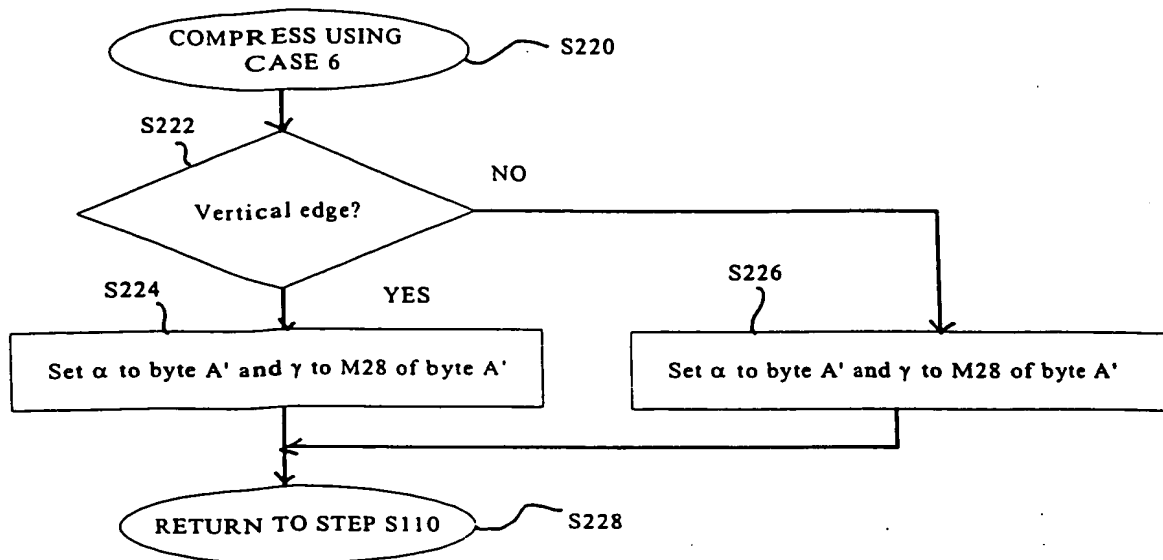 COMPRESS USING
CASE 6
S220
S222
NO
Vertical edge?
S224
YES
S226
Set α to byte A' and γ to M28 of byte A'
Set α to byte A' and γ to M28 of byte A'
RETURN TO STEP S110
S228